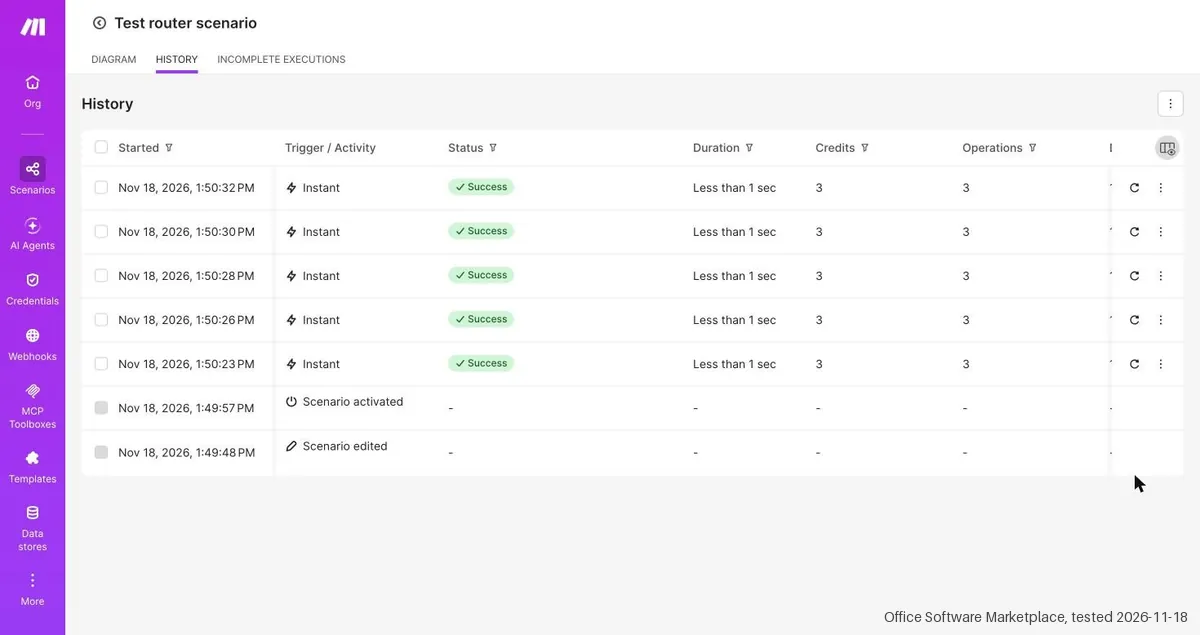 Test router scenario
DIAGRAM HISTORY INCOMPLETE EXECUTIONS
Org
Scenarios
AI Agents
Credentials
Webhooks
MCP
Toolboxes
Templates
Data
stores
More
History
Started Trigger / Activity Status Duration Credits Operations
Nov 18, 2026, 1:50:32 PM Instant Success Less than 1 sec 3 3
Nov 18, 2026, 1:50:30 PM Instant Success Less than 1 sec 3 3
Nov 18, 2026, 1:50:28 PM Instant Success Less than 1 sec 3 3
Nov 18, 2026, 1:50:26 PM Instant Success Less than 1 sec 3 3
Nov 18, 2026, 1:50:23 PM Instant Success Less than 1 sec 3 3
Nov 18, 2026, 1:49:57 PM Scenario activated - - - -
Nov 18, 2026, 1:49:48 PM Scenario edited - - - -
Office Software Marketplace, tested 2026-11-18